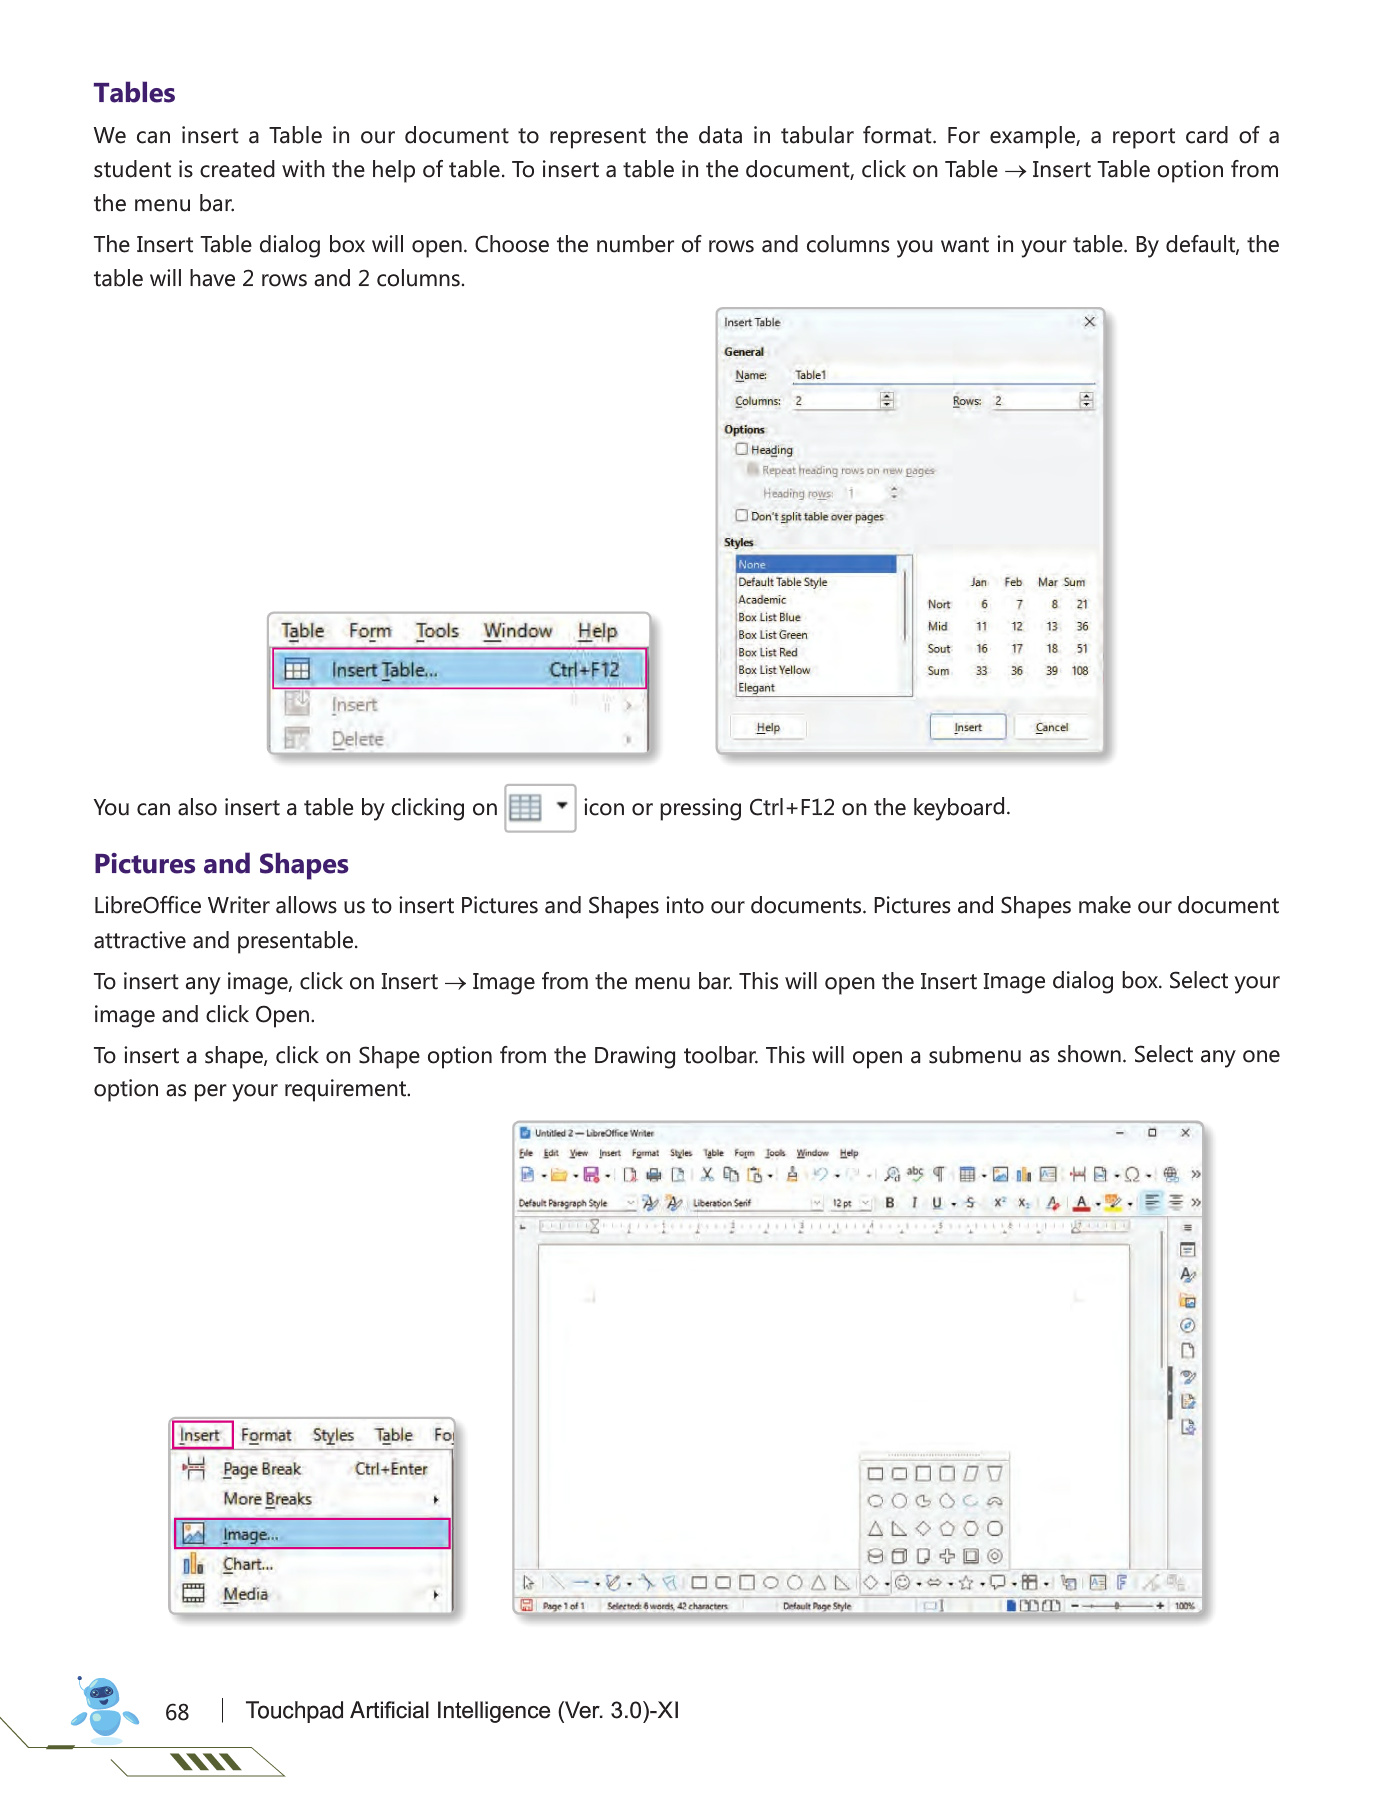 Tables
We can insert a Table in our document to represent the data in tabular format. For example, a report card of a
student is created with the help of table. To insert a table in the document, click on Table → Insert Table option from
the menu bar.
The Insert Table dialog box will open. Choose the number of rows and columns you want in your table. By default, the
table will have 2 rows and 2 columns.
Table Form Tools Window Help
Insert Table... Ctrl+F12
Insert
Delete
Insert Table
General
Name: Table1
Columns: 2 Rows: 2
Options
Heading
Repeat heading rows on new pages
Heading rows: 1
Don't split table over pages
Styles
None
Default Table Style
Academic
Box List Blue
Box List Green
Box List Red
Box List Yellow
Elegant
Jan Feb Mar Sum
Nort 6 7 8 21
Mid 11 12 13 36
Sout 16 17 18 51
Sum 33 36 39 108
Help Insert Cancel
You can also insert a table by clicking on icon or pressing Ctrl+F12 on the keyboard.
Pictures and Shapes
LibreOffice Writer allows us to insert Pictures and Shapes into our documents. Pictures and Shapes make our document
attractive and presentable.
To insert any image, click on Insert → Image from the menu bar. This will open the Insert Image dialog box. Select your
image and click Open.
To insert a shape, click on Shape option from the Drawing toolbar. This will open a submenu as shown. Select any one
option as per your requirement.
Insert Format Styles Table Fo
Page Break Ctrl+Enter
More Breaks
Image...
Chart...
Media
Untitled 2 — LibreOffice Writer
File Edit View Insert Format Styles Table Form Tools Window Help
Default Paragraph Style Liberation Serif 12 pt B I U S X² X₂ A A
Page 1 of 1 Selected: 6 words, 42 characters Default Page Style 100%
68 Touchpad Artificial Intelligence (Ver. 3.0)-XI